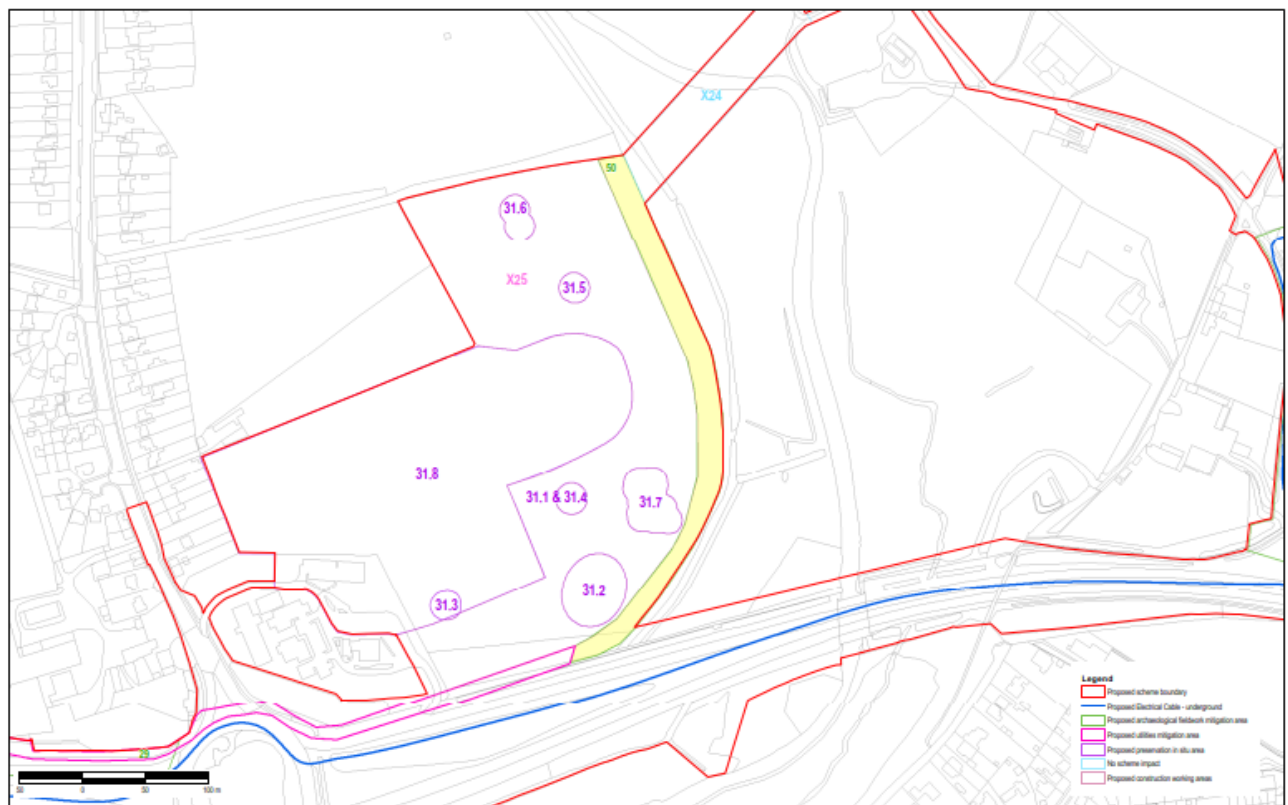 X24
50
31.6
X25
31.5
31.8
31.1 & 31.4
31.7
31.2
31.3
29
50 0 50 100 m
Legend
Proposed scheme boundary
Proposed Electrical Cable - underground
Proposed archaeological fieldwork mitigation area
Proposed utilities mitigation area
Proposed preservation in situ area
No scheme impact
Proposed construction working areas